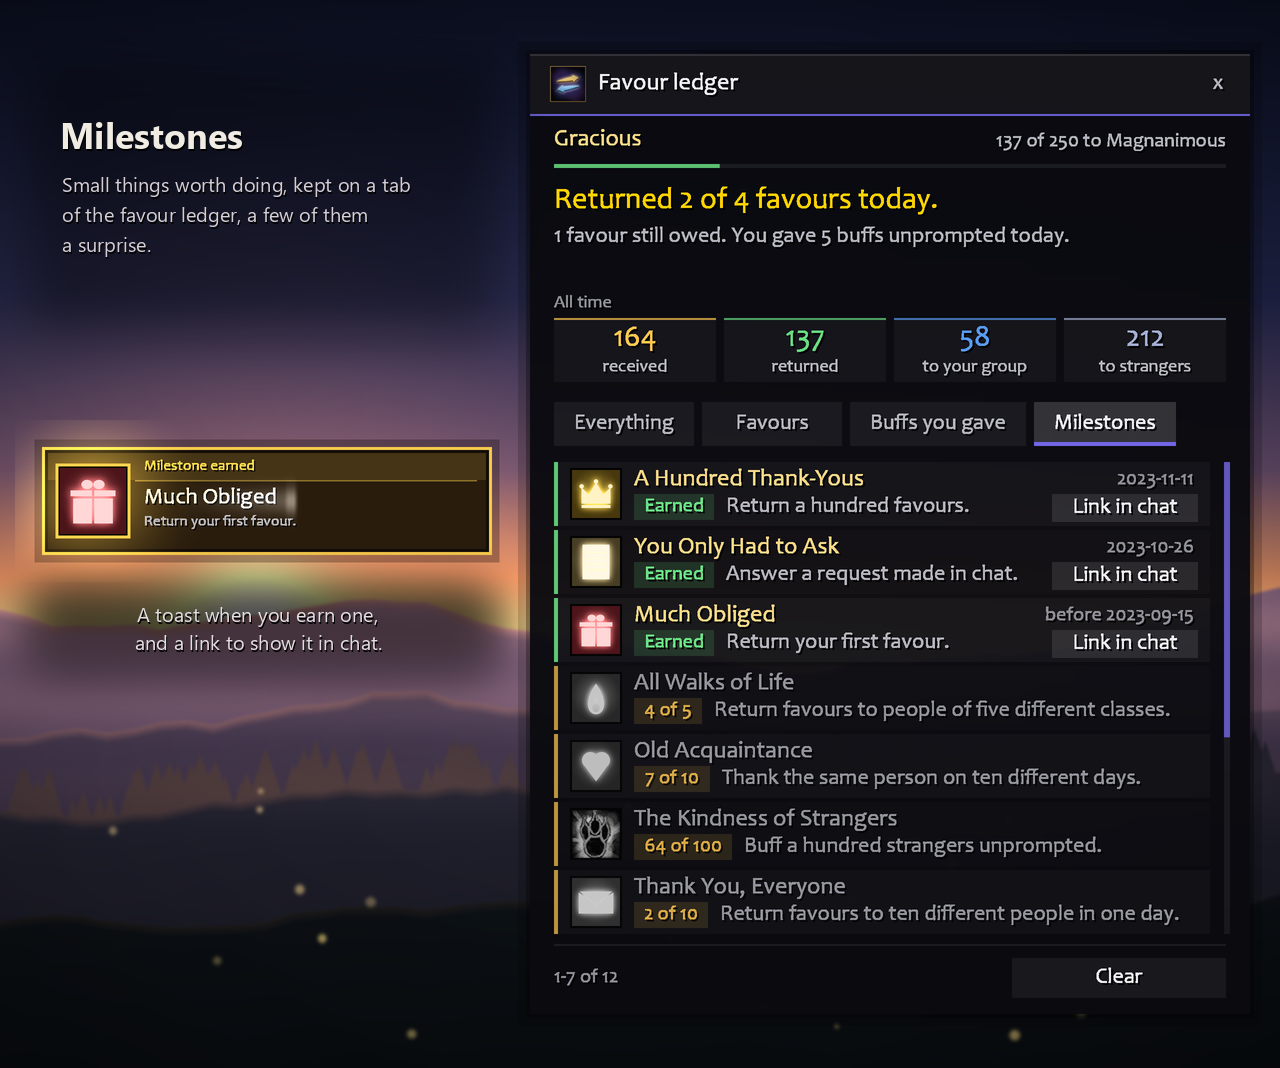 Milestones
Small things worth doing, kept on a tab
of the favour ledger, a few of them
a surprise.
Milestone earned
Much Obliged
Return your first favour.
A toast when you earn one,
and a link to show it in chat.
Favour ledger
x
Gracious
137 of 250 to Magnanimous
Returned 2 of 4 favours today.
1 favour still owed. You gave 5 buffs unprompted today.
All time
164
received
137
returned
58
to your group
212
to strangers
Everything
Favours
Buffs you gave
Milestones
A Hundred Thank-Yous
2023-11-11
Earned
Return a hundred favours.
Link in chat
You Only Had to Ask
2023-10-26
Earned
Answer a request made in chat.
Link in chat
Much Obliged
before 2023-09-15
Earned
Return your first favour.
Link in chat
All Walks of Life
4 of 5
Return favours to people of five different classes.
Old Acquaintance
7 of 10
Thank the same person on ten different days.
The Kindness of Strangers
64 of 100
Buff a hundred strangers unprompted.
Thank You, Everyone
2 of 10
Return favours to ten different people in one day.
1-7 of 12
Clear